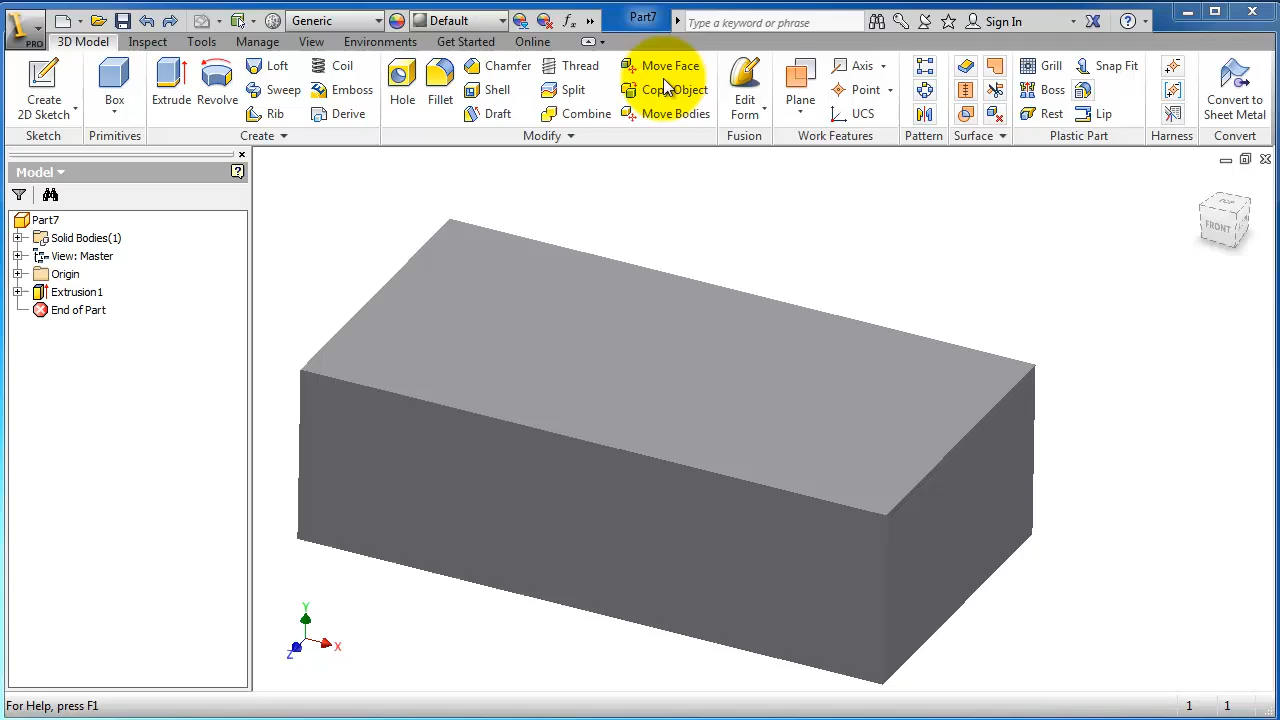 PRO
Generic
Default
fx
Part7
Type a keyword or phrase
Sign In
3D Model Inspect Tools Manage View Environments Get Started Online
Create 2D Sketch
Sketch
Box
Primitives
Extrude
Revolve
Loft
Sweep
Rib
Coil
Emboss
Derive
Create
Hole
Fillet
Chamfer
Shell
Draft
Thread
Split
Combine
Move Face
Copy Object
Move Bodies
Modify
Edit Form
Fusion
Plane
Axis
Point
UCS
Work Features
Pattern
Surface
Grill
Boss
Rest
Snap Fit
Lip
Plastic Part
Harness
Convert to Sheet Metal
Convert
Model
Part7
Solid Bodies(1)
View: Master
Origin
Extrusion1
End of Part
TOP
FRONT
Y
X
Z
For Help, press F1
1 1